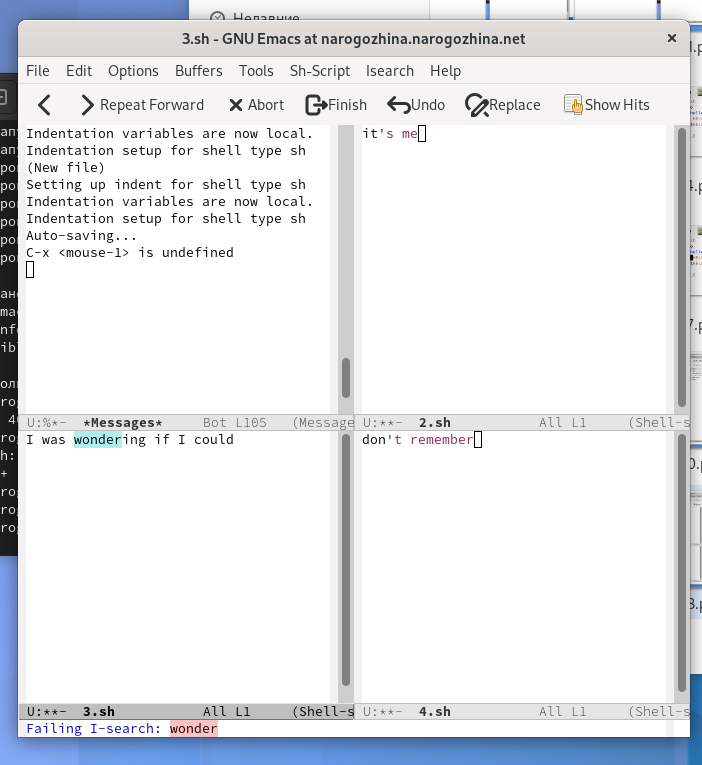 Недавние
3.sh - GNU Emacs at narogozhina.narogozhina.net
File Edit Options Buffers Tools Sh-Script Isearch Help
Repeat Forward Abort Finish Undo Replace Show Hits
Indentation variables are now local.
Indentation setup for shell type sh
(New file)
Setting up indent for shell type sh
Indentation variables are now local.
Indentation setup for shell type sh
Auto-saving...
C-x <mouse-1> is undefined
U:%*- *Messages* Bot L105 (Message
it's me
U:**- 2.sh All L1 (Shell-s
I was wondering if I could
U:**- 3.sh All L1 (Shell-s
don't remember
U:**- 4.sh All L1 (Shell-s
Failing I-search: wonder